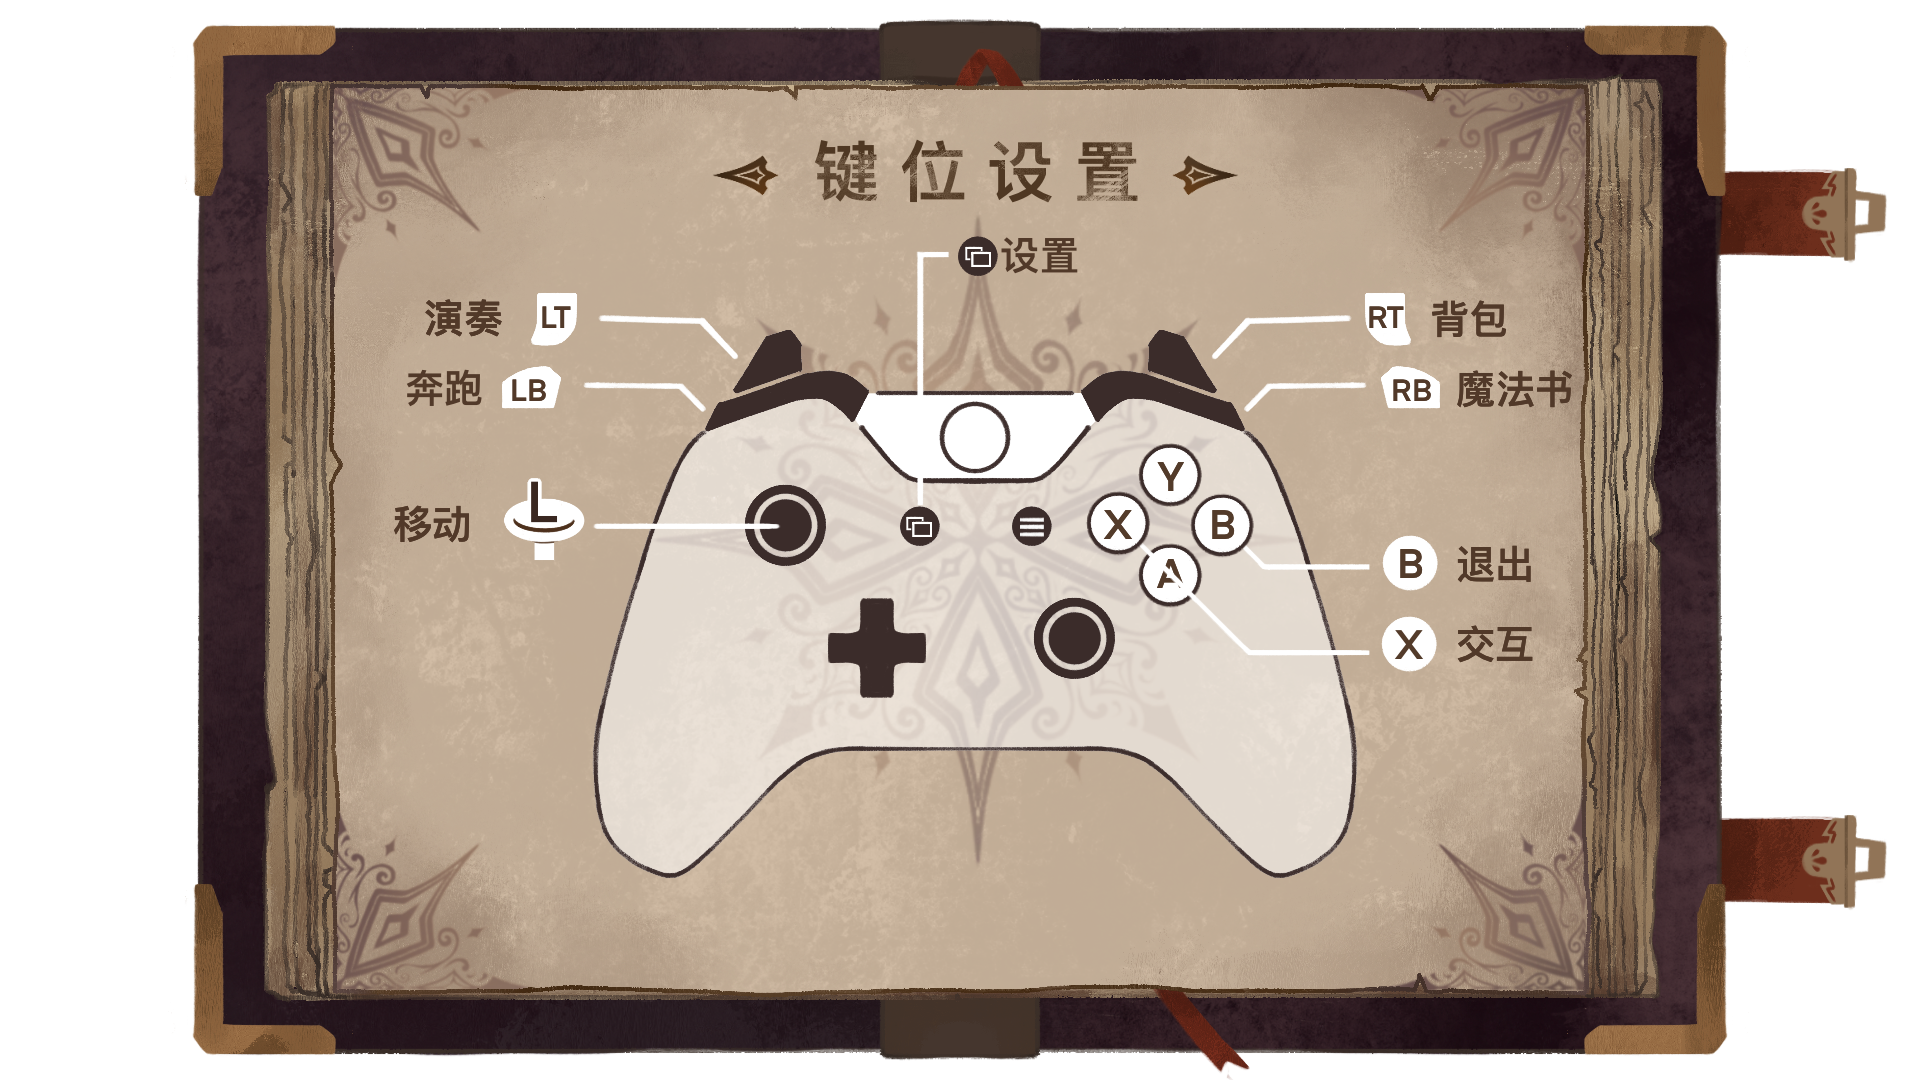 键位设置
设置
演奏 LT
RT 背包
奔跑 LB
RB 魔法书
移动 L
Y
X
B
A
B 退出
X 交互